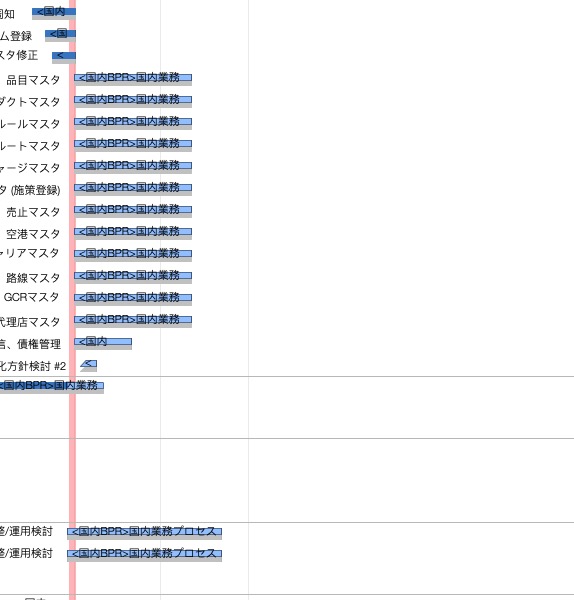 周知 <国内
ム登録 <国
スタ修正 <
品目マスタ <国内BPR>国内業務
ダクトマスタ <国内BPR>国内業務
ルールマスタ <国内BPR>国内業務
ルートマスタ <国内BPR>国内業務
ャージマスタ <国内BPR>国内業務
タ (施策登録) <国内BPR>国内業務
売止マスタ <国内BPR>国内業務
空港マスタ <国内BPR>国内業務
ャリアマスタ <国内BPR>国内業務
路線マスタ <国内BPR>国内業務
GCRマスタ <国内BPR>国内業務
代理店マスタ <国内BPR>国内業務
言、債権管理 <国内
化方針検討 #2 <
<国内BPR>国内業務
整/運用検討 <国内BPR>国内業務プロセス
整/運用検討 <国内BPR>国内業務プロセス